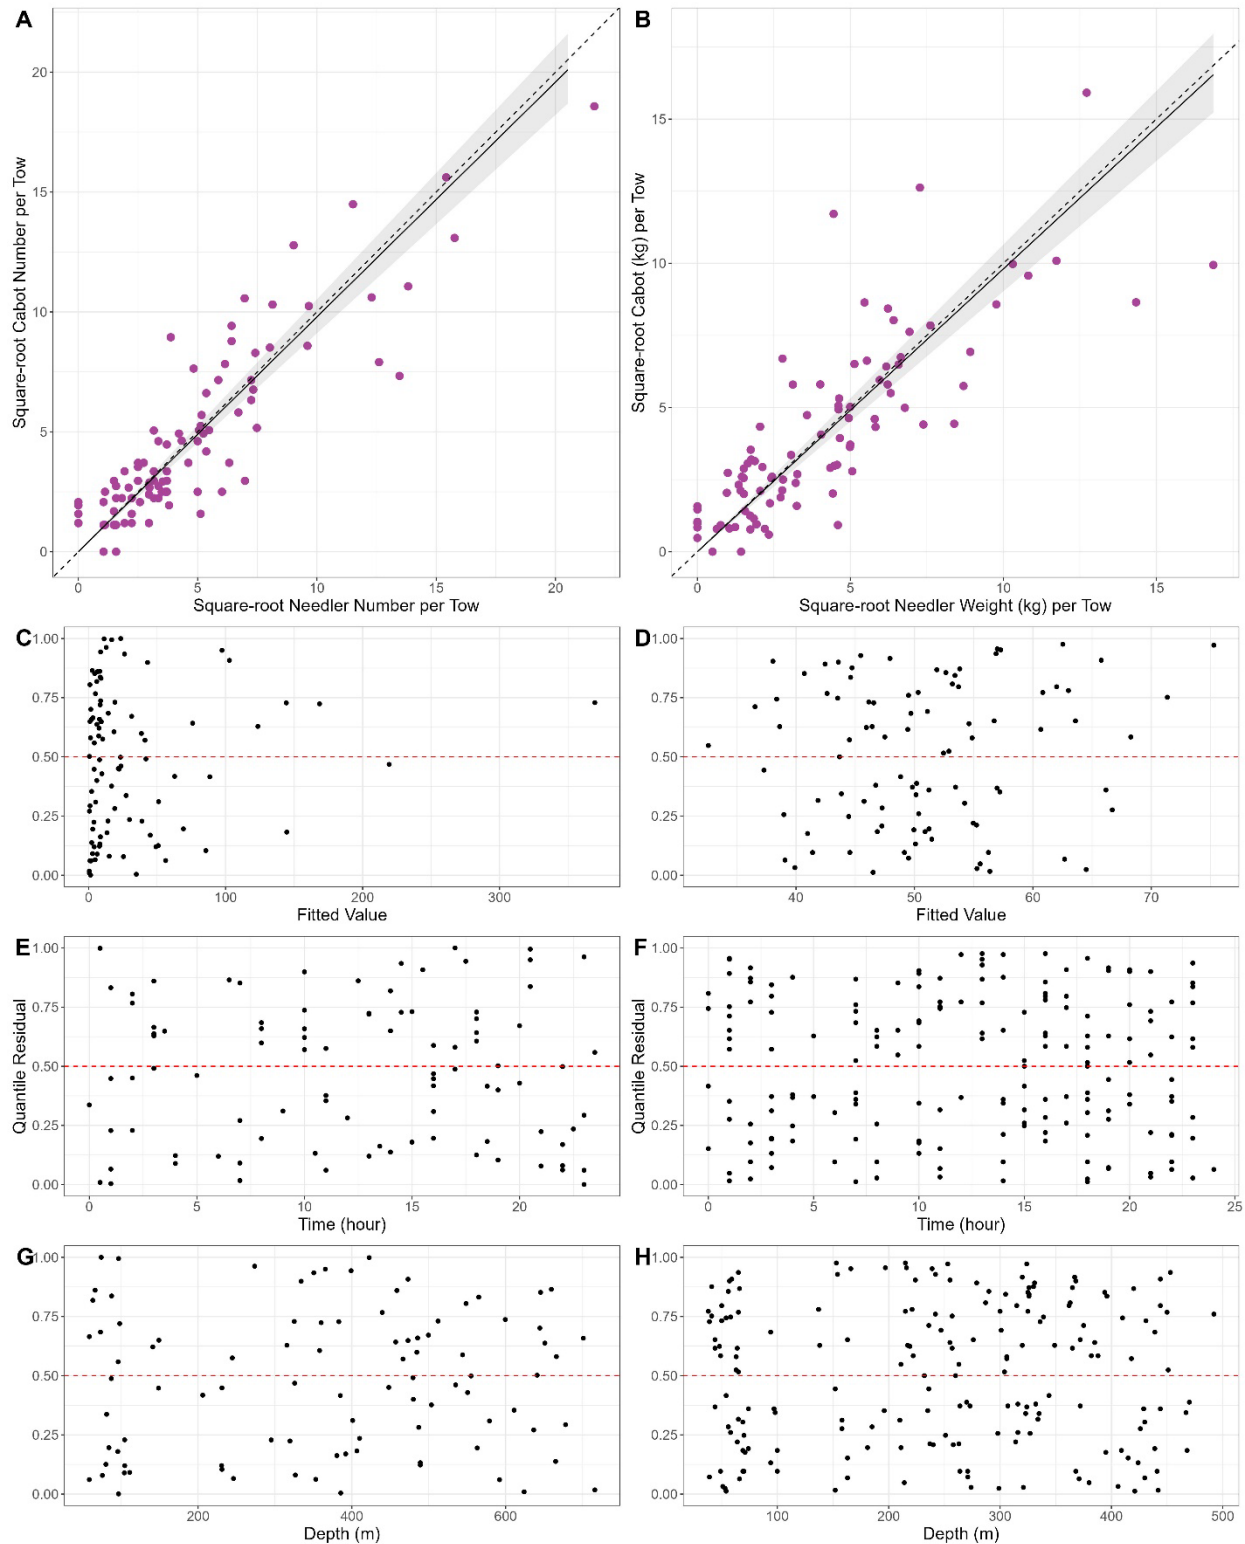 A
B
20
15
10
5
0
Square-root Cabot Number per Tow
0 5 10 15 20
Square-root Needler Number per Tow
15
10
5
0
Square-root Cabot (kg) per Tow
0 5 10 15
Square-root Needler Weight (kg) per Tow
C
1.00
0.75
0.50
0.25
0.00
0 100 200 300
Fitted Value
D
1.00
0.75
0.50
0.25
0.00
40 50 60 70
Fitted Value
E
1.00
0.75
0.50
0.25
0.00
Quantile Residual
0 5 10 15 20
Time (hour)
F
1.00
0.75
0.50
0.25
0.00
Quantile Residual
0 5 10 15 20 25
Time (hour)
G
1.00
0.75
0.50
0.25
0.00
200 400 600
Depth (m)
H
1.00
0.75
0.50
0.25
0.00
100 200 300 400 500
Depth (m)